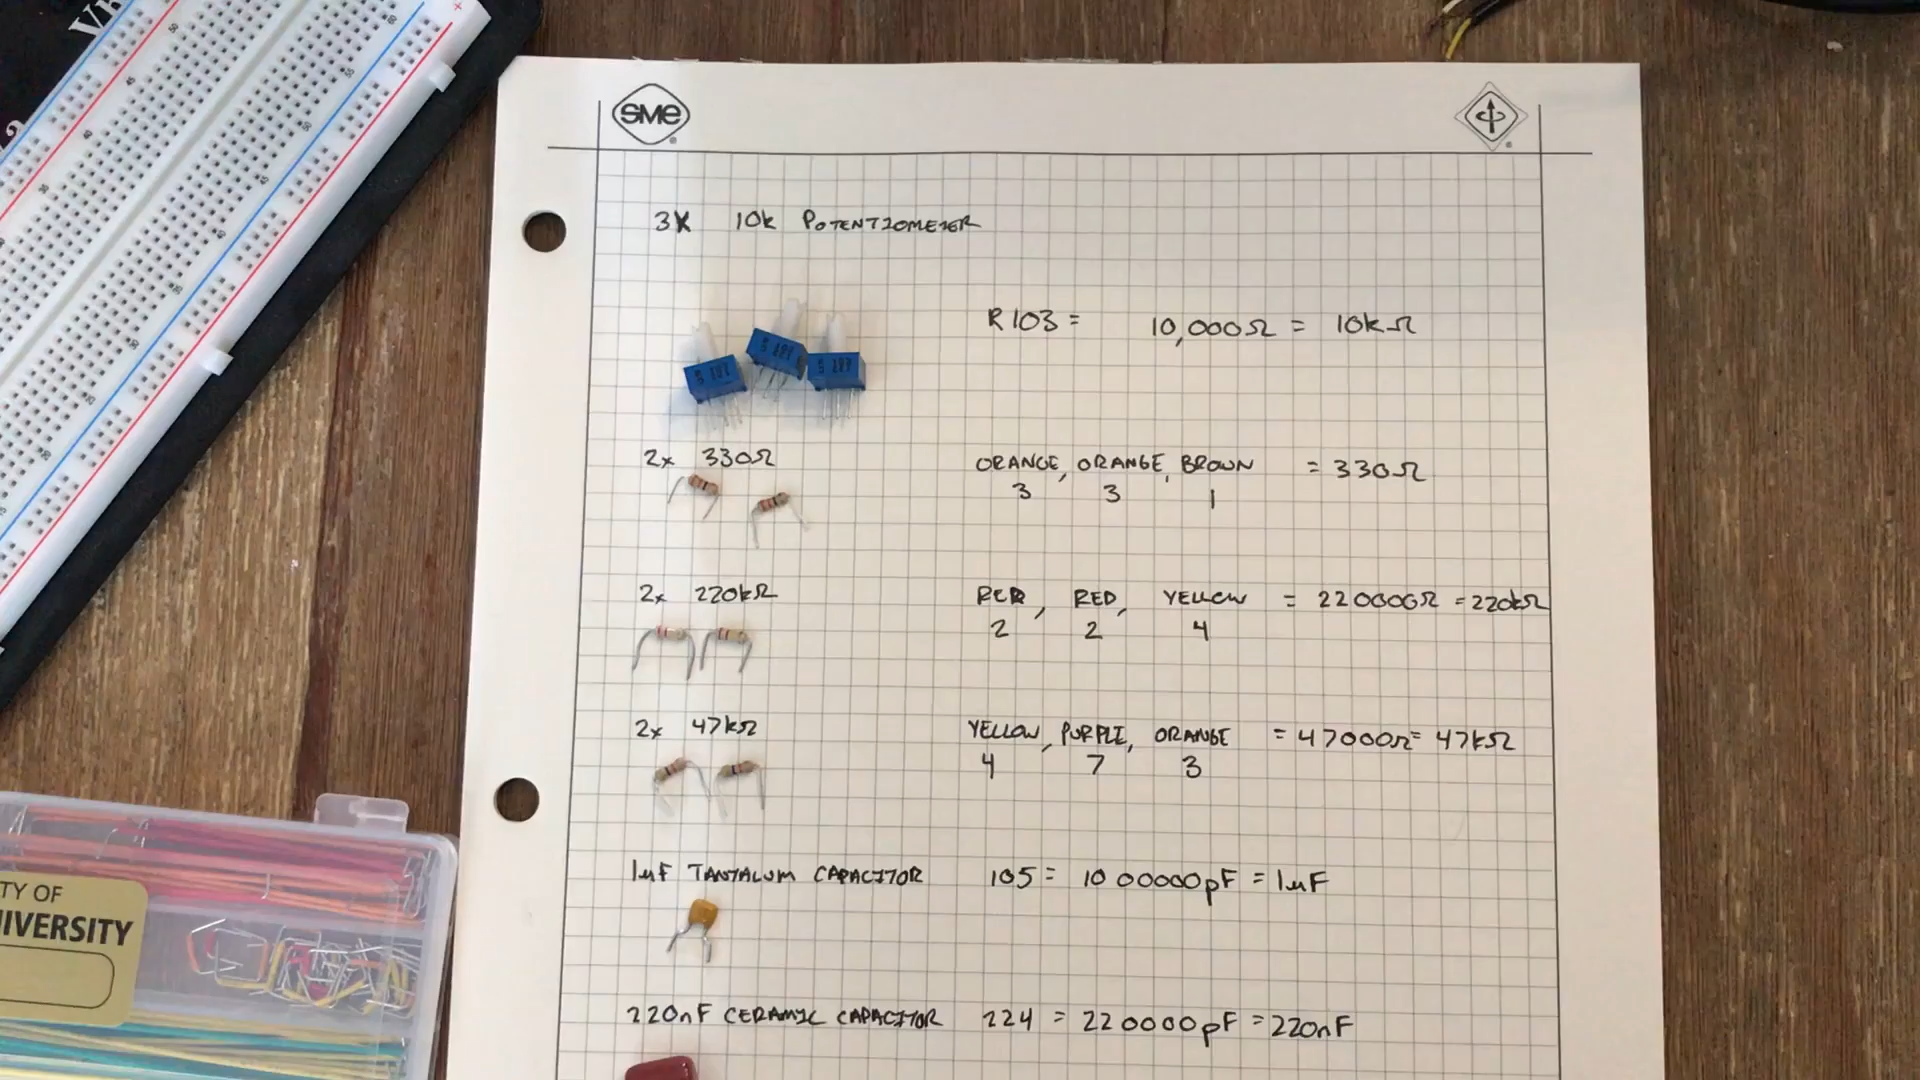 SME
3X 10k POTENTIOMETER
R103 = 10,000Ω = 10kΩ
2x 330Ω
ORANGE, ORANGE, BROWN = 330Ω
3 3 1
2x 220kΩ
RED, RED, YELLOW = 220000Ω = 220kΩ
2 2 4
2x 47kΩ
YELLOW, PURPLE, ORANGE = 47000Ω = 47kΩ
4 7 3
1uF TANTALUM CAPACITOR 105 = 1000000pF = 1uF
220nF CERAMIC CAPACITOR 224 = 220000pF = 220nF
TY OF
IVERSITY